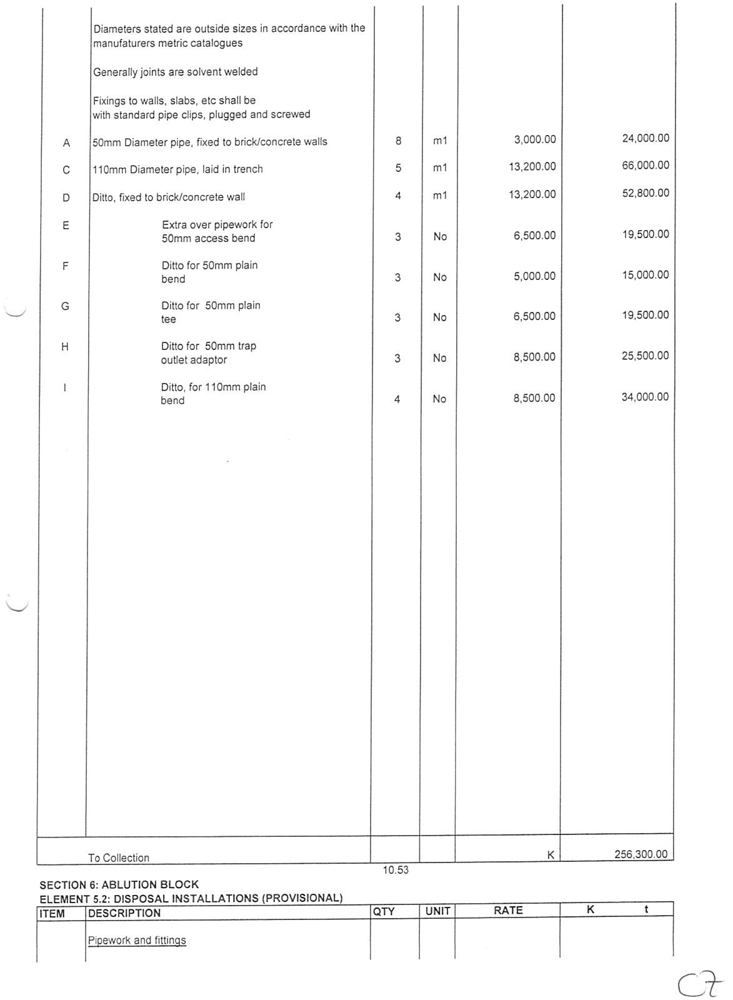 Diameters stated are outside sizes in accordance with the
manufaturers metric catalogues
Generally joints are solvent welded
Fixings to walls, slabs, etc shall be
with standard pipe clips, plugged and screwed
A 50mm Diameter pipe, fixed to brick/concrete walls 8 m1 3,000.00 24,000.00
C 110mm Diameter pipe, laid in trench 5 m1 13,200.00 66,000.00
D Ditto, fixed to brick/concrete wall 4 m1 13,200.00 52,800.00
E Extra over pipework for
50mm access bend 3 No 6,500.00 19,500.00
F Ditto for 50mm plain
bend 3 No 5,000.00 15,000.00
G Ditto for 50mm plain
tee 3 No 6,500.00 19,500.00
H Ditto for 50mm trap
outlet adaptor 3 No 8,500.00 25,500.00
I Ditto, for 110mm plain
bend 4 No 8,500.00 34,000.00
To Collection K 256,300.00
10.53
SECTION 6: ABLUTION BLOCK
ELEMENT 5.2: DISPOSAL INSTALLATIONS (PROVISIONAL)
ITEM DESCRIPTION QTY UNIT RATE K t
Pipework and fittings
C7